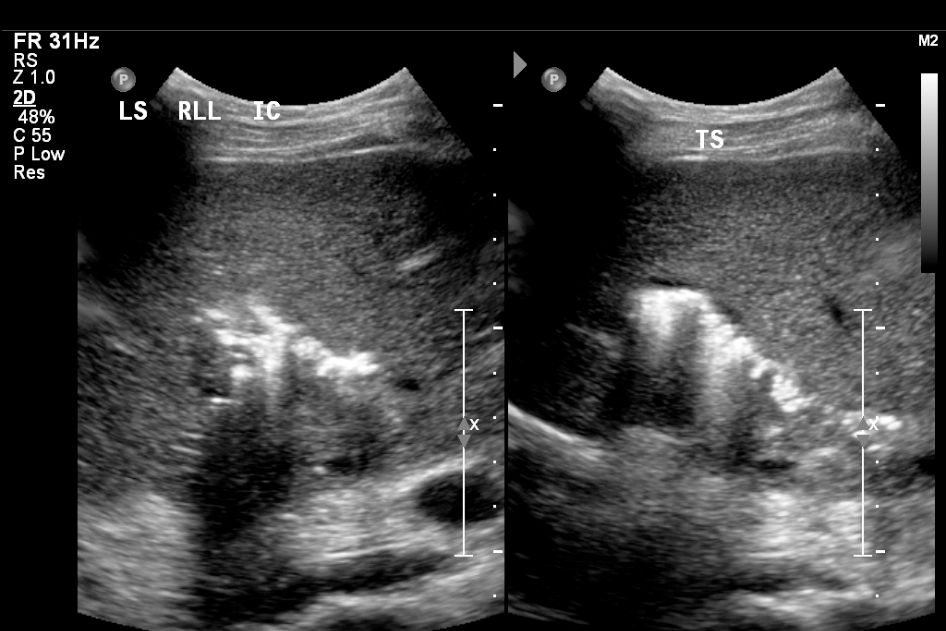 FR 31Hz
RS
Z 1.0
2D
48%
C 55
P Low
Res
P
LS RLL IC
P
TS
M2
X
X